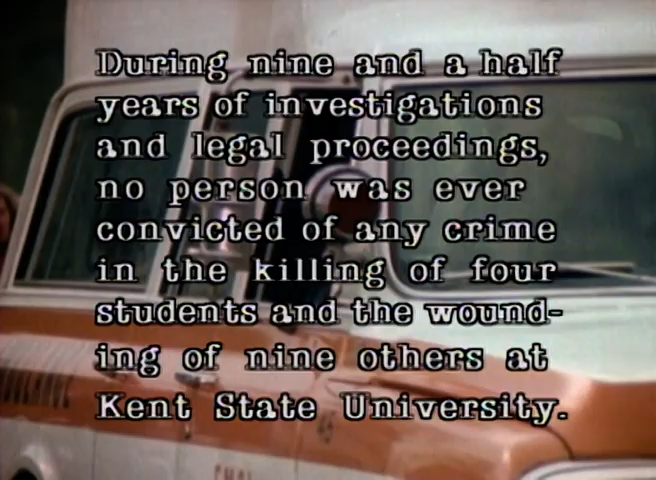 During nine and a half
years of investigations
and legal proceedings,
no person was ever
convicted of any crime
in the killing of four
students and the wound-
ing of nine others at
Kent State University.